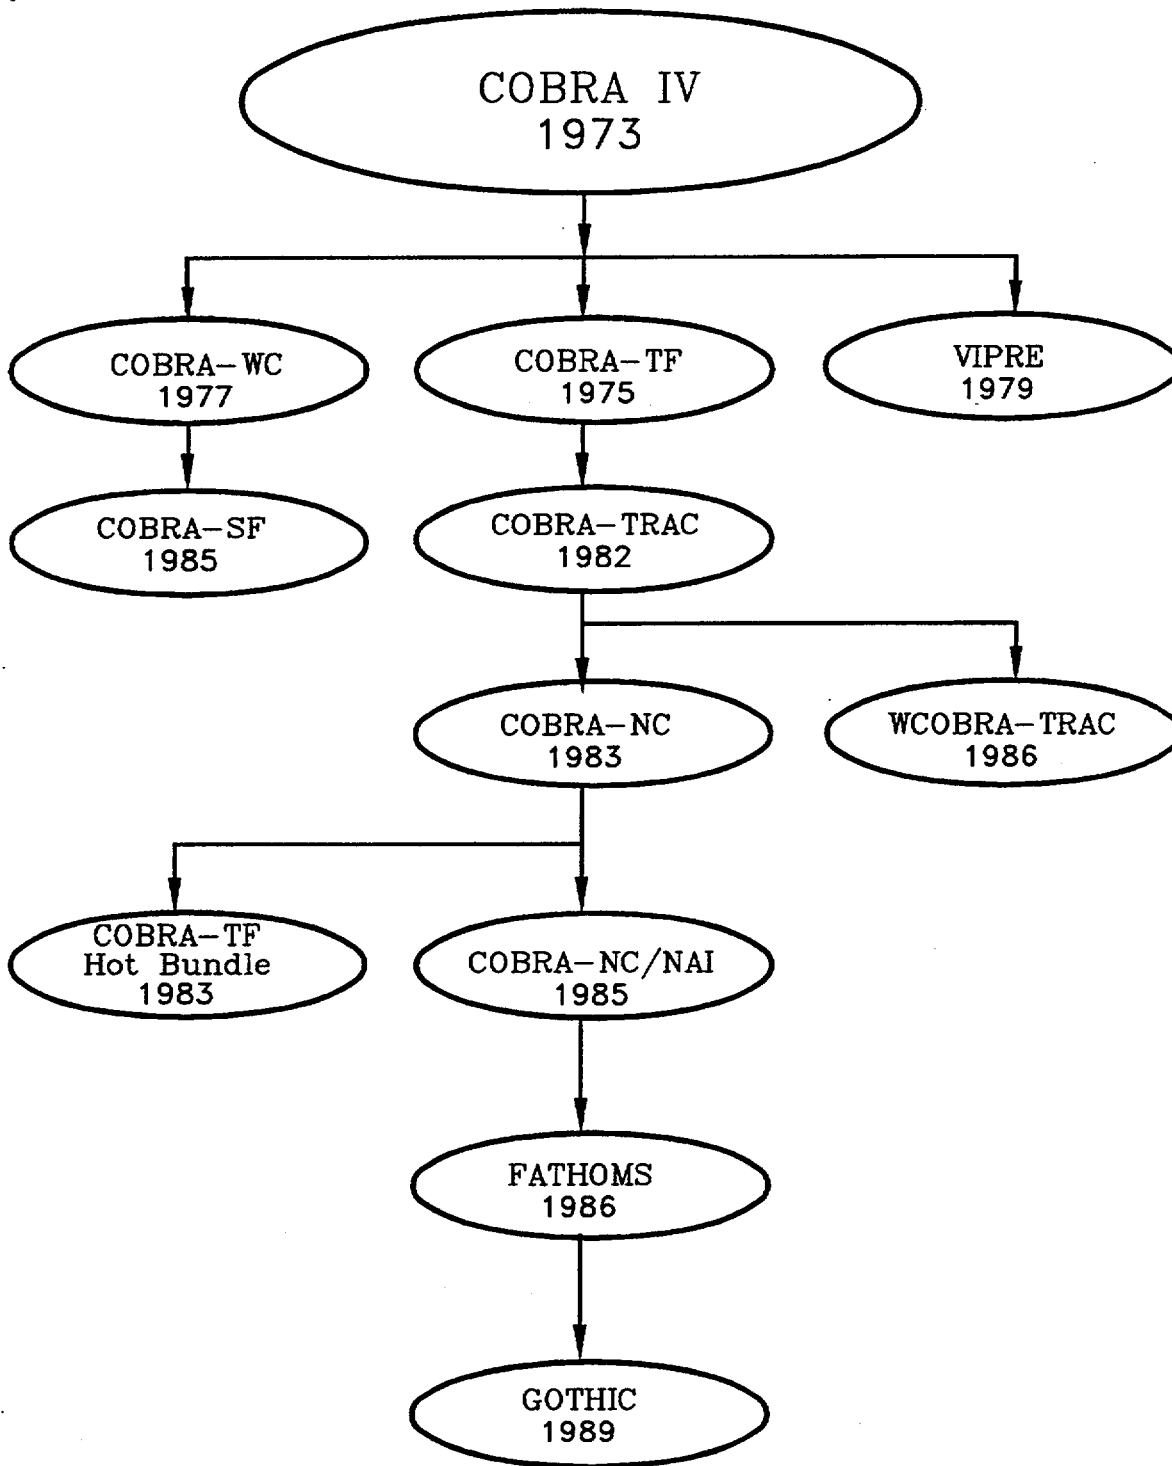 COBRA IV
1973
COBRA-WC
1977
COBRA-TF
1975
VIPRE
1979
COBRA-SF
1985
COBRA-TRAC
1982
COBRA-NC
1983
WCOBRA-TRAC
1986
COBRA-TF
Hot Bundle
1983
COBRA-NC/NAI
1985
FATHOMS
1986
GOTHIC
1989